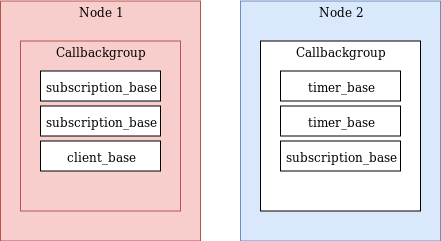 Node 1
Callbackgroup
subscription_base
subscription_base
client_base
Node 2
Callbackgroup
timer_base
timer_base
subscription_base